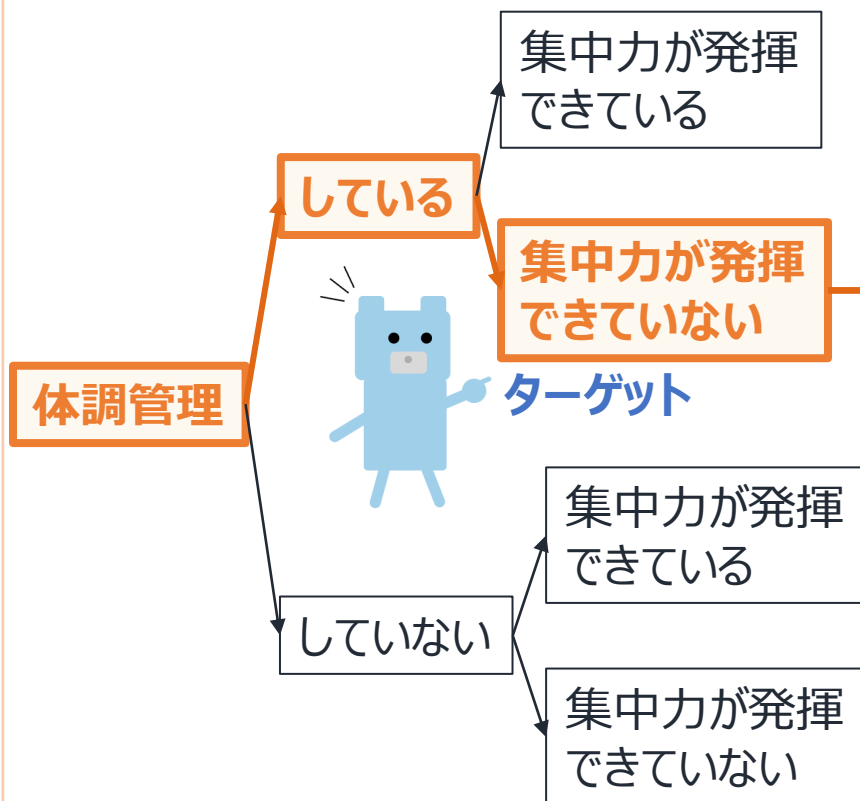 集中力が発揮
できている
している
集中力が発揮
できていない
ターゲット
体調管理
集中力が発揮
できている
していない
集中力が発揮
できていない